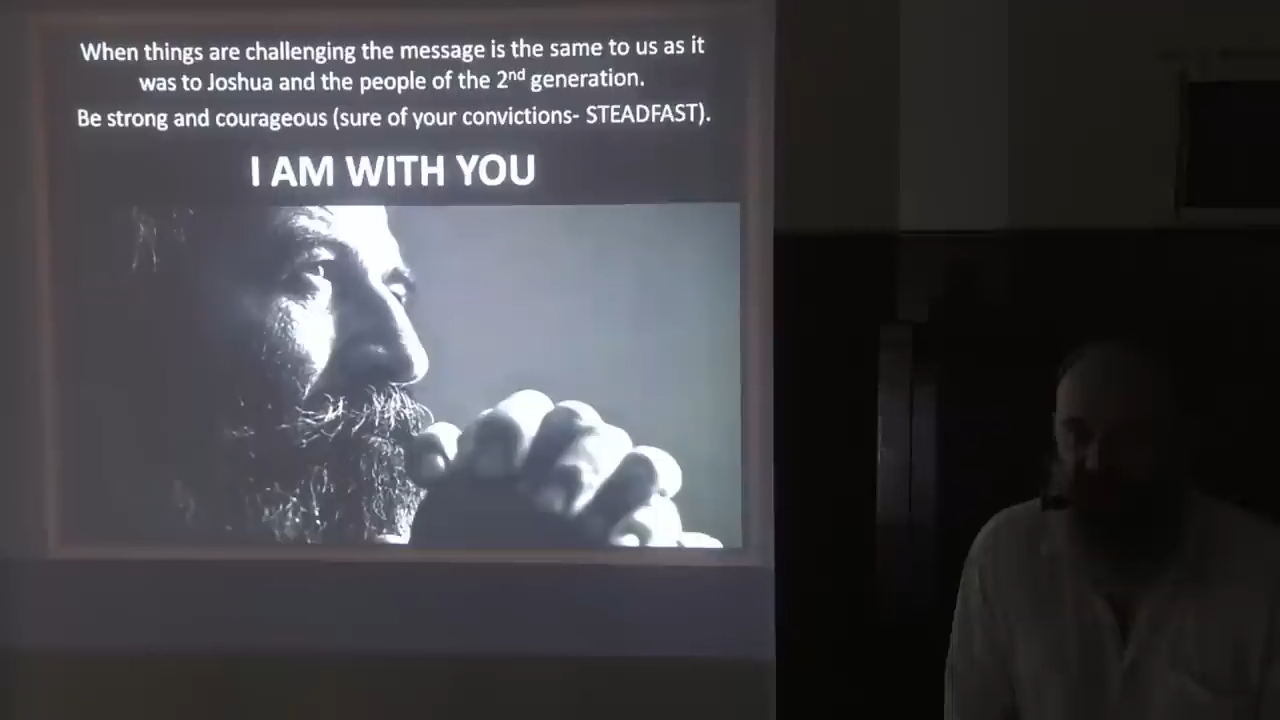 When things are challenging the message is the same to us as it
was to Joshua and the people of the 2nd generation.
Be strong and courageous (sure of your convictions- STEADFAST).
I AM WITH YOU